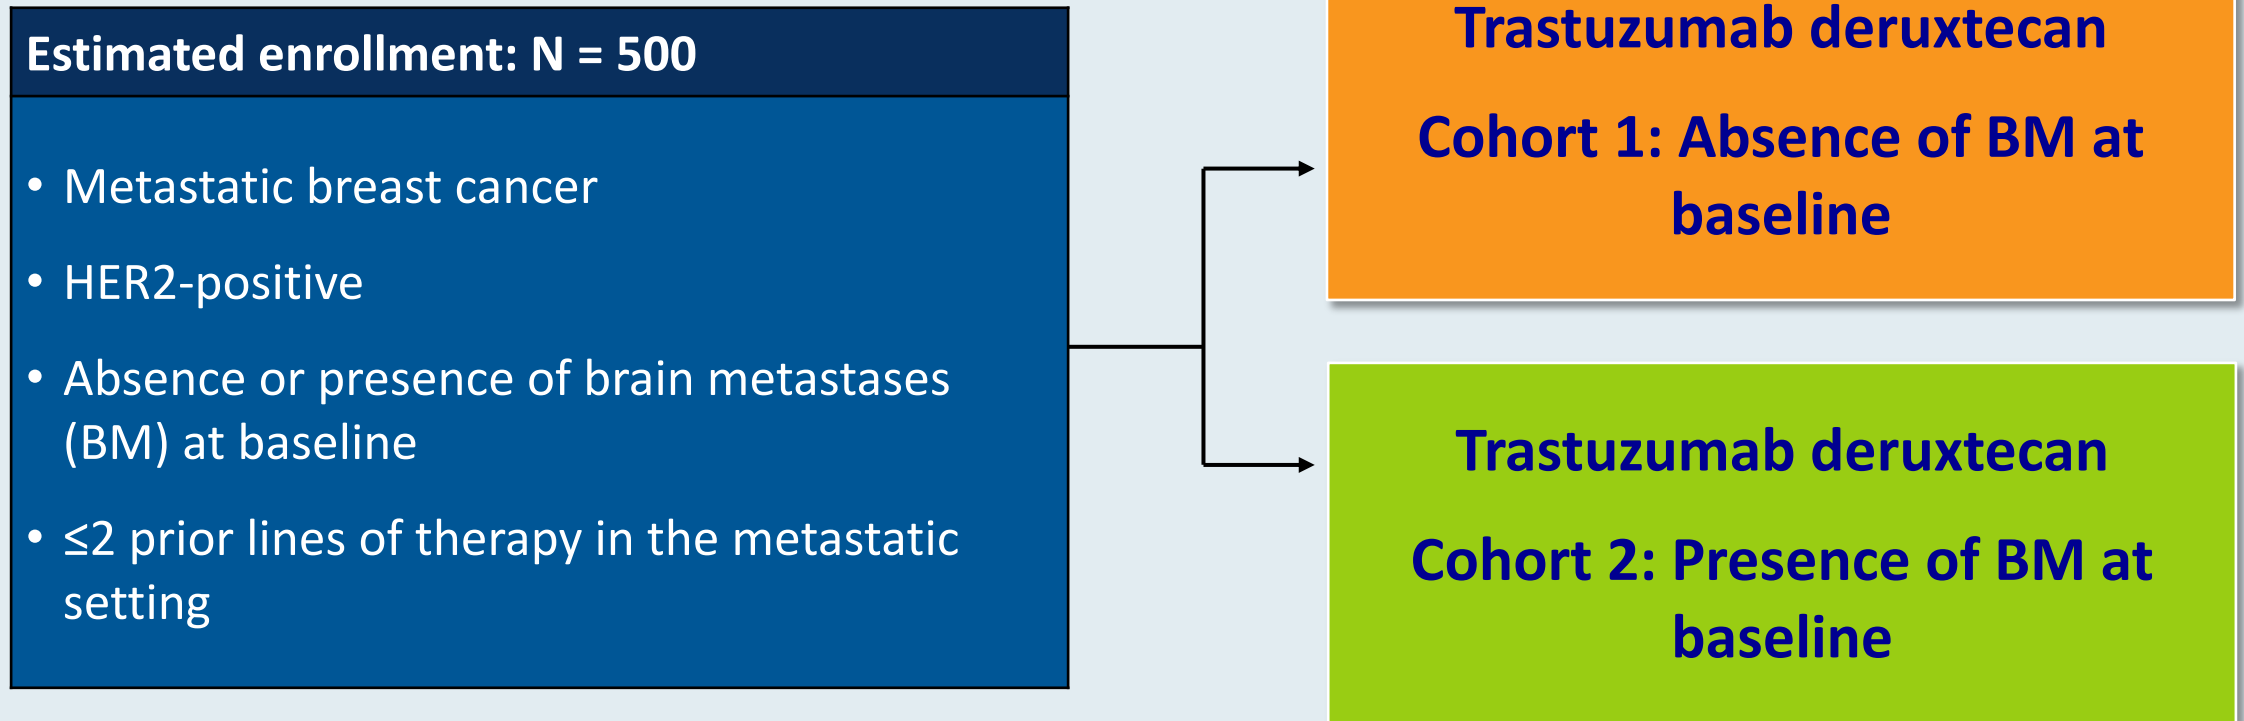 Estimated enrollment: N = 500
• Metastatic breast cancer
• HER2-positive
• Absence or presence of brain metastases
(BM) at baseline
• ≤2 prior lines of therapy in the metastatic
setting
Trastuzumab deruxtecan
Cohort 1: Absence of BM at
baseline
Trastuzumab deruxtecan
Cohort 2: Presence of BM at
baseline